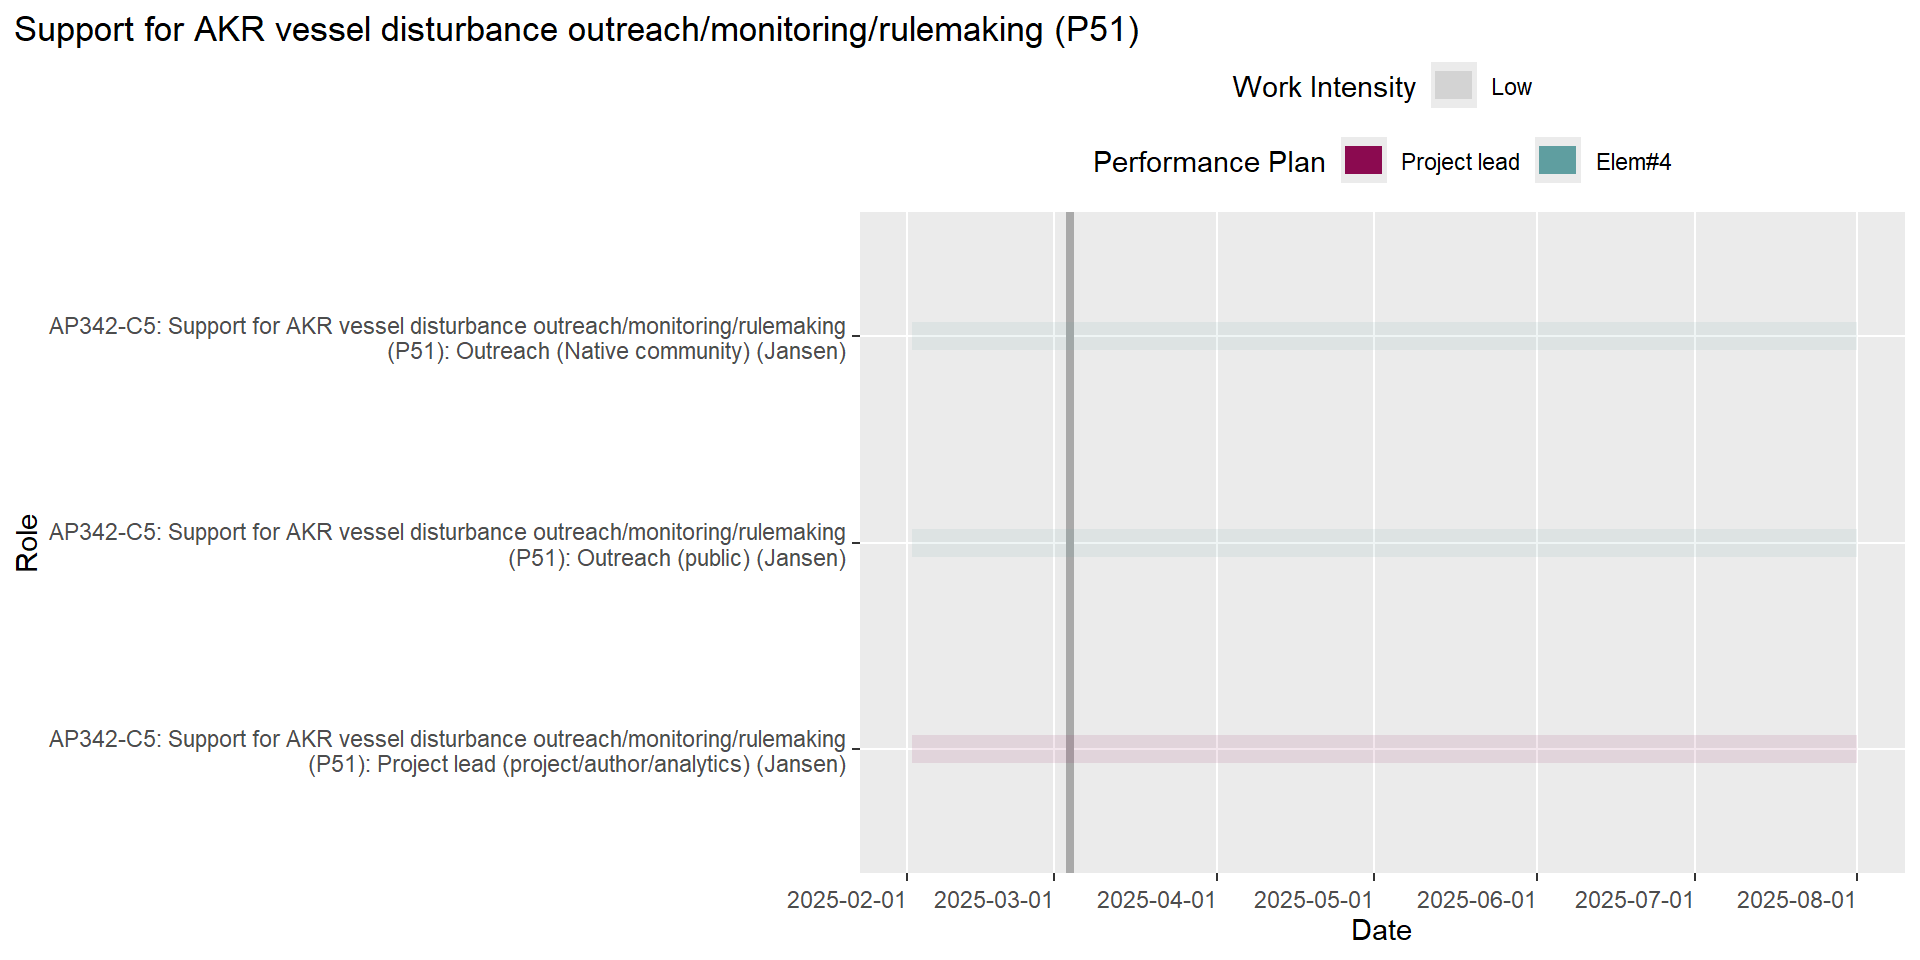 Support for AKR vessel disturbance outreach/monitoring/rulemaking (P51)
Work Intensity Low
Performance Plan Project lead Elem#4
Role
AP342-C5: Support for AKR vessel disturbance outreach/monitoring/rulemaking
(P51): Outreach (Native community) (Jansen)
AP342-C5: Support for AKR vessel disturbance outreach/monitoring/rulemaking
(P51): Outreach (public) (Jansen)
AP342-C5: Support for AKR vessel disturbance outreach/monitoring/rulemaking
(P51): Project lead (project/author/analytics) (Jansen)
2025-02-01 2025-03-01 2025-04-01 2025-05-01 2025-06-01 2025-07-01 2025-08-01
Date